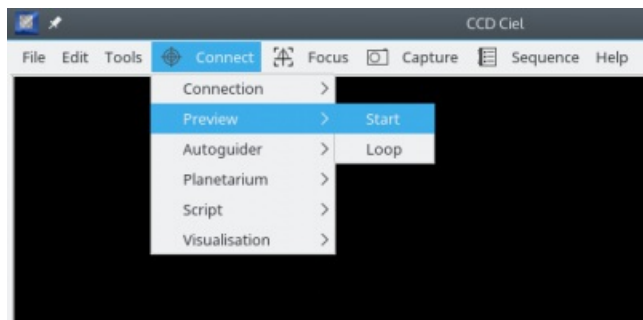 CCD Ciel
File Edit Tools Connect Focus Capture Sequence Help
Connection
Preview Start
Autoguider Loop
Planetarium
Script
Visualisation